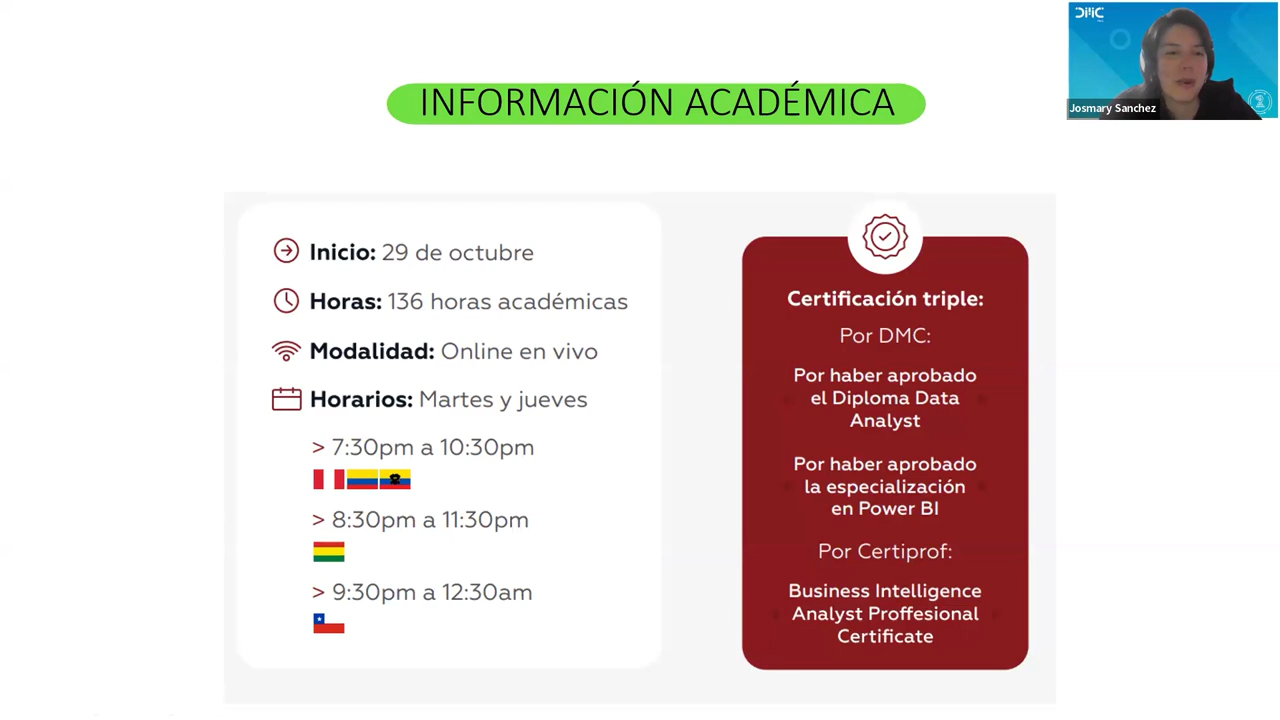 DMC
Josmary Sanchez
INFORMACIÓN ACADÉMICA
Inicio: 29 de octubre
Horas: 136 horas académicas
Modalidad: Online en vivo
Horarios: Martes y jueves
> 7:30pm a 10:30pm
> 8:30pm a 11:30pm
> 9:30pm a 12:30am
Certificación triple:
Por DMC:
Por haber aprobado
el Diploma Data
Analyst
Por haber aprobado
la especialización
en Power BI
Por Certiprof:
Business Intelligence
Analyst Proffesional
Certificate